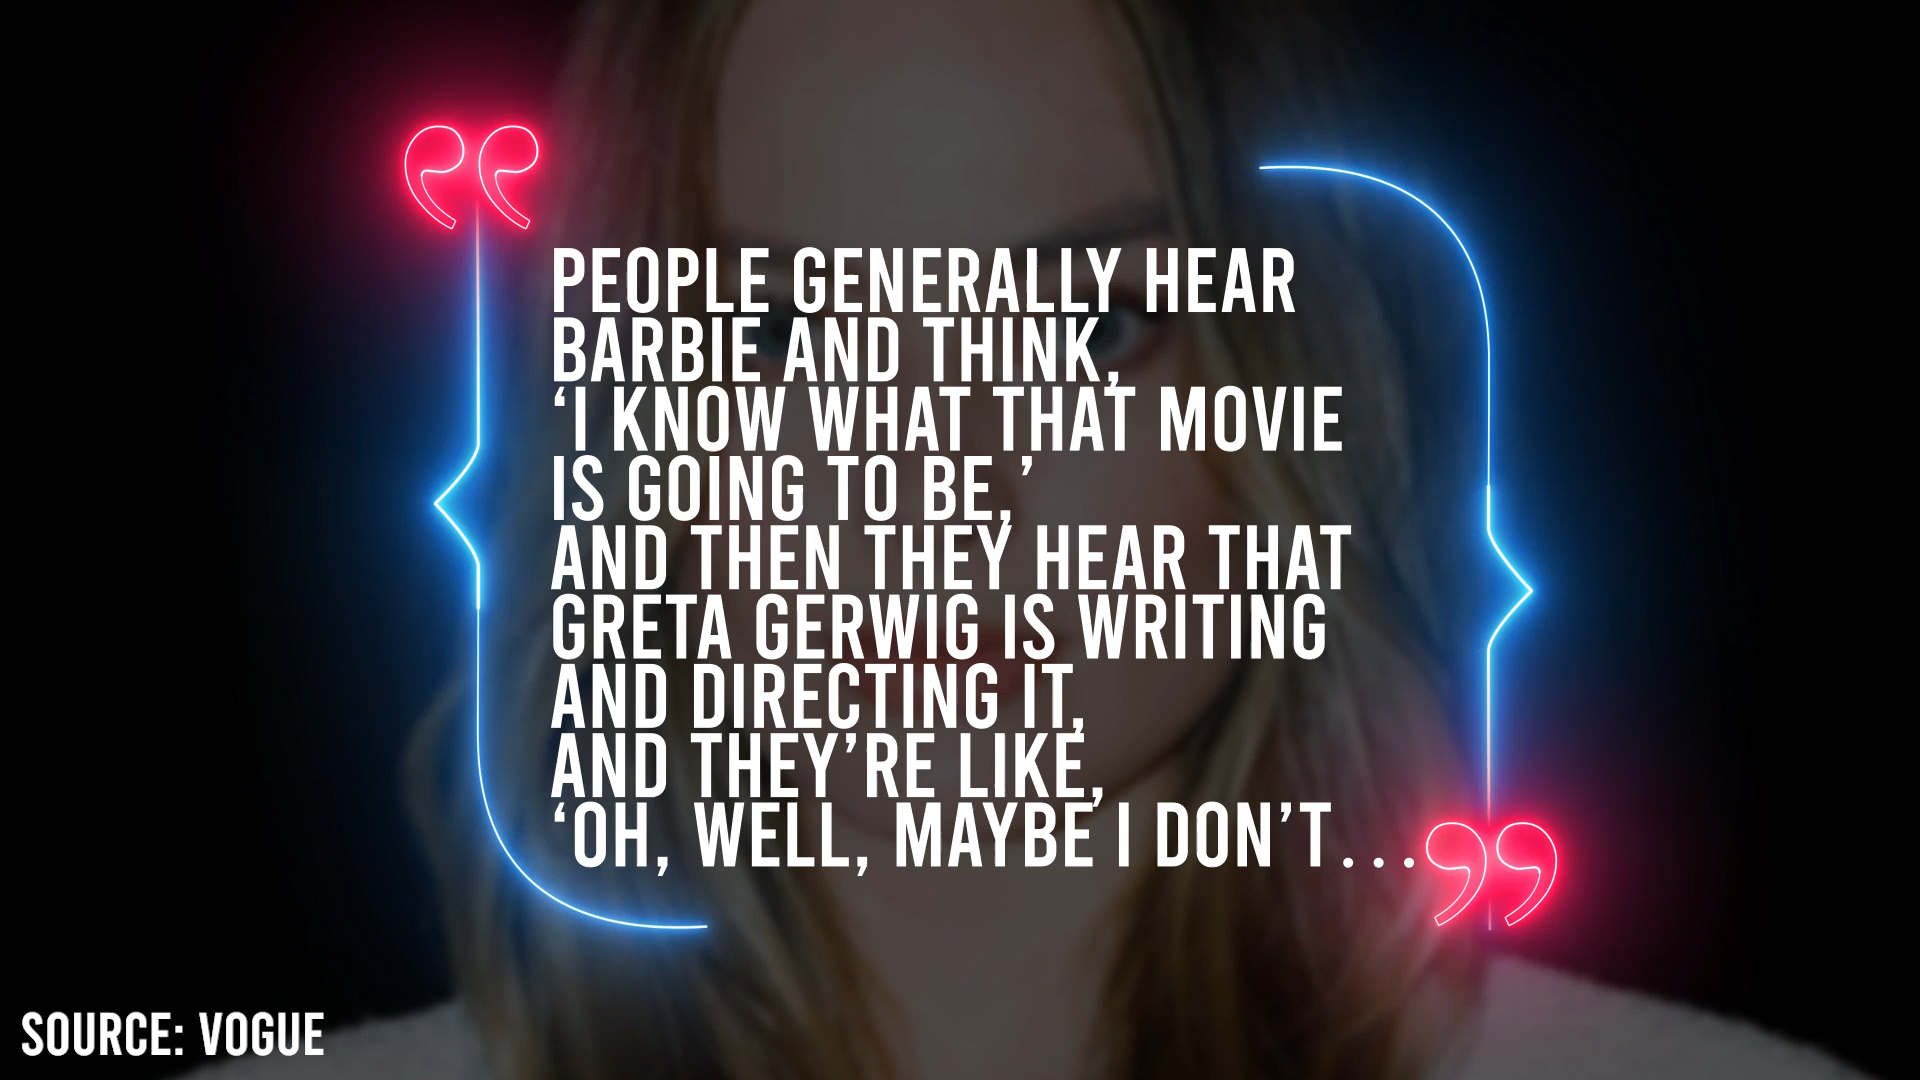 “
PEOPLE GENERALLY HEAR
BARBIE AND THINK,
‘I KNOW WHAT THAT MOVIE
IS GOING TO BE,’
AND THEN THEY HEAR THAT
GRETA GERWIG IS WRITING
AND DIRECTING IT,
AND THEY’RE LIKE,
‘OH, WELL, MAYBE I DON’T...”
SOURCE: VOGUE